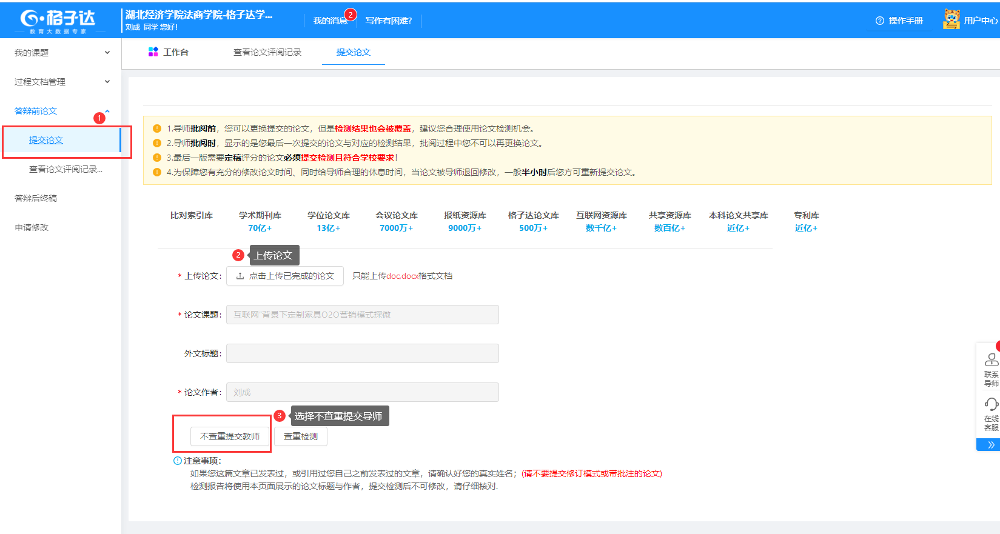 格子达
教育大数据专家
湖北经济学院法商学院-格子达学...
刘成 同学 您好!
我的消息
2
写作有困难?
操作手册
用户中心
我的课题
过程文档管理
答辩前论文
1
提交论文
查看论文评阅记录...
答辩后终稿
申请修改
工作台
查看论文评阅记录
提交论文
1.导师批阅前，您可以更换提交的论文，但是检测结果也会被覆盖，建议您合理使用论文检测机会。
2.导师批阅时，显示的是您最后一次提交的论文与对应的检测结果，批阅过程中您不可以再更换论文。
3.最后一版需要定稿评分的论文必须提交检测且符合学校要求!
4.为保障您有充分的修改论文时间、同时给导师合理的休息时间，当论文被导师退回修改，一般半小时后您方可重新提交论文。
比对索引库 学术期刊库 学位论文库 会议论文库 报纸资源库 格子达论文库 互联网资源库 共享资源库 本科论文共享库 专利库
70亿+ 13亿+ 7000万+ 9000万+ 500万+ 数千亿+ 数百亿+ 近亿+ 近亿+
2 上传论文
* 上传论文: 点击上传已完成的论文 只能上传doc,docx格式文档
* 论文课题: 互联网"背景下定制家具O2O营销模式探微
外文标题:
* 论文作者: 刘成
3 选择不查重提交导师
不查重提交教师 查重检测
注意事项:
如果您这篇文章已发表过，或引用过您自己之前发表过的文章，请确认好您的真实姓名；(请不要提交修订模式或带批注的论文)
检测报告将使用本页面展示的论文标题与作者，提交检测后不可修改，请仔细核对.
联系
导师
在线
客服